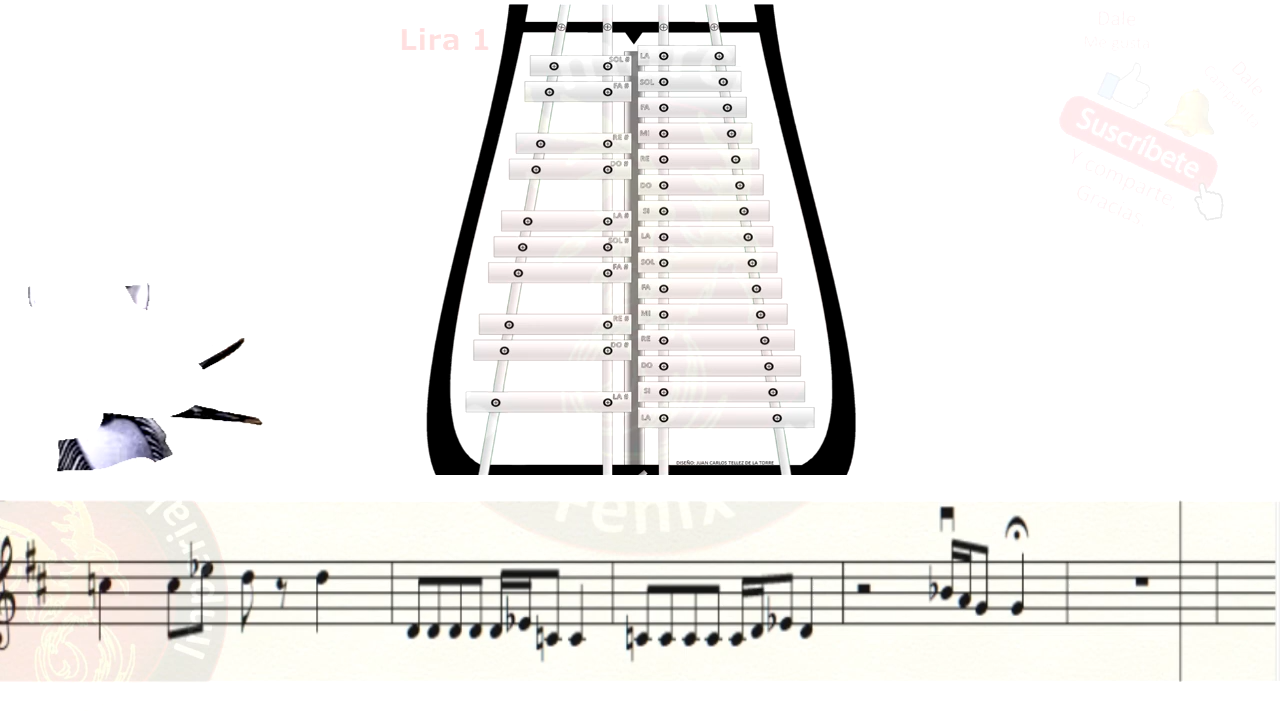 Lira 1
Dale
Suscríbete
Y comparte
Gracias
Dale
SOL #
FA #
RE #
DO #
LA #
SOL #
FA #
RE #
DO #
LA #
LA
SOL
FA
MI
RE
DO
SI
LA
SOL
FA
MI
RE
DO
SI
LA
DISEÑO: JUAN CARLOS TELLEZ DE LA TORRE
Fenix